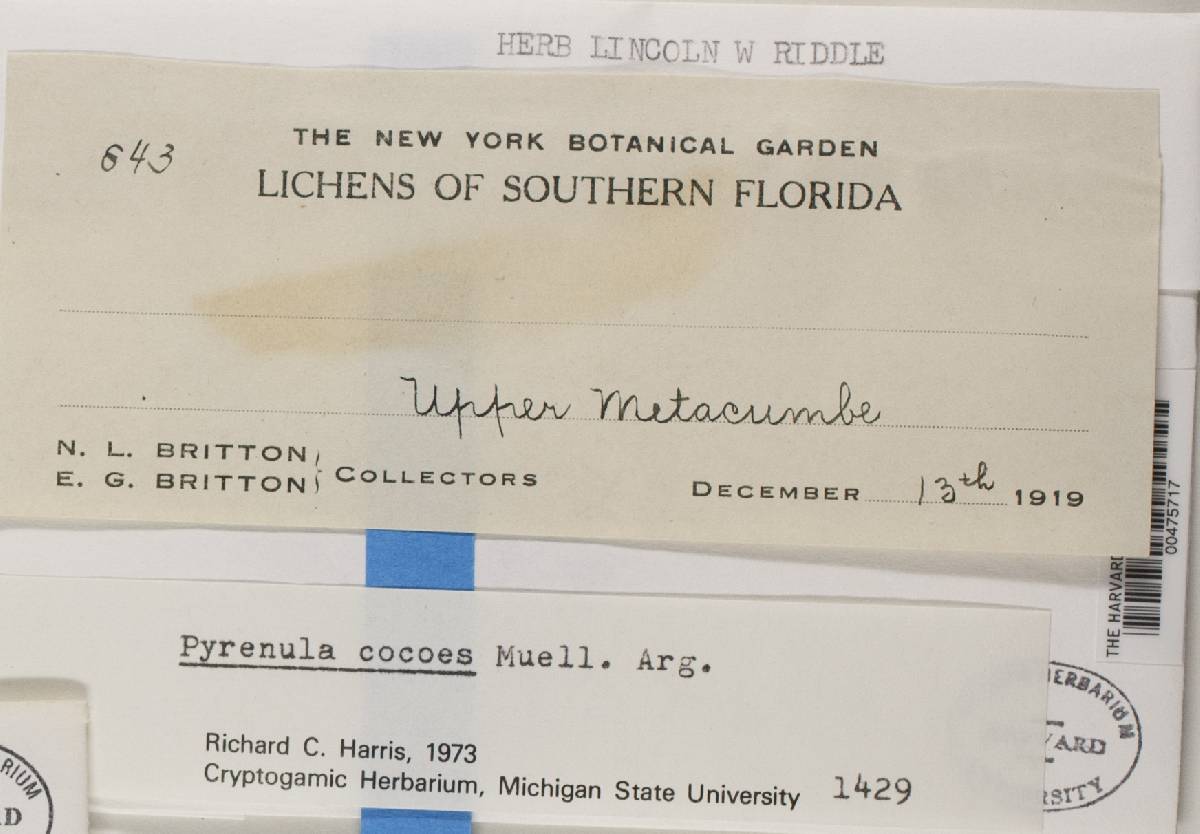 HERB LINCOLN W RIDDLE
643
THE NEW YORK BOTANICAL GARDEN
LICHENS OF SOUTHERN FLORIDA
Upper Metacumbe
N. L. BRITTON
E. G. BRITTON
COLLECTORS
DECEMBER 13th 1919
THE HARVARD
00475717
Pyrenula cocoes Muell. Arg.
Richard C. Harris, 1973
Cryptogamic Herbarium, Michigan State University 1429